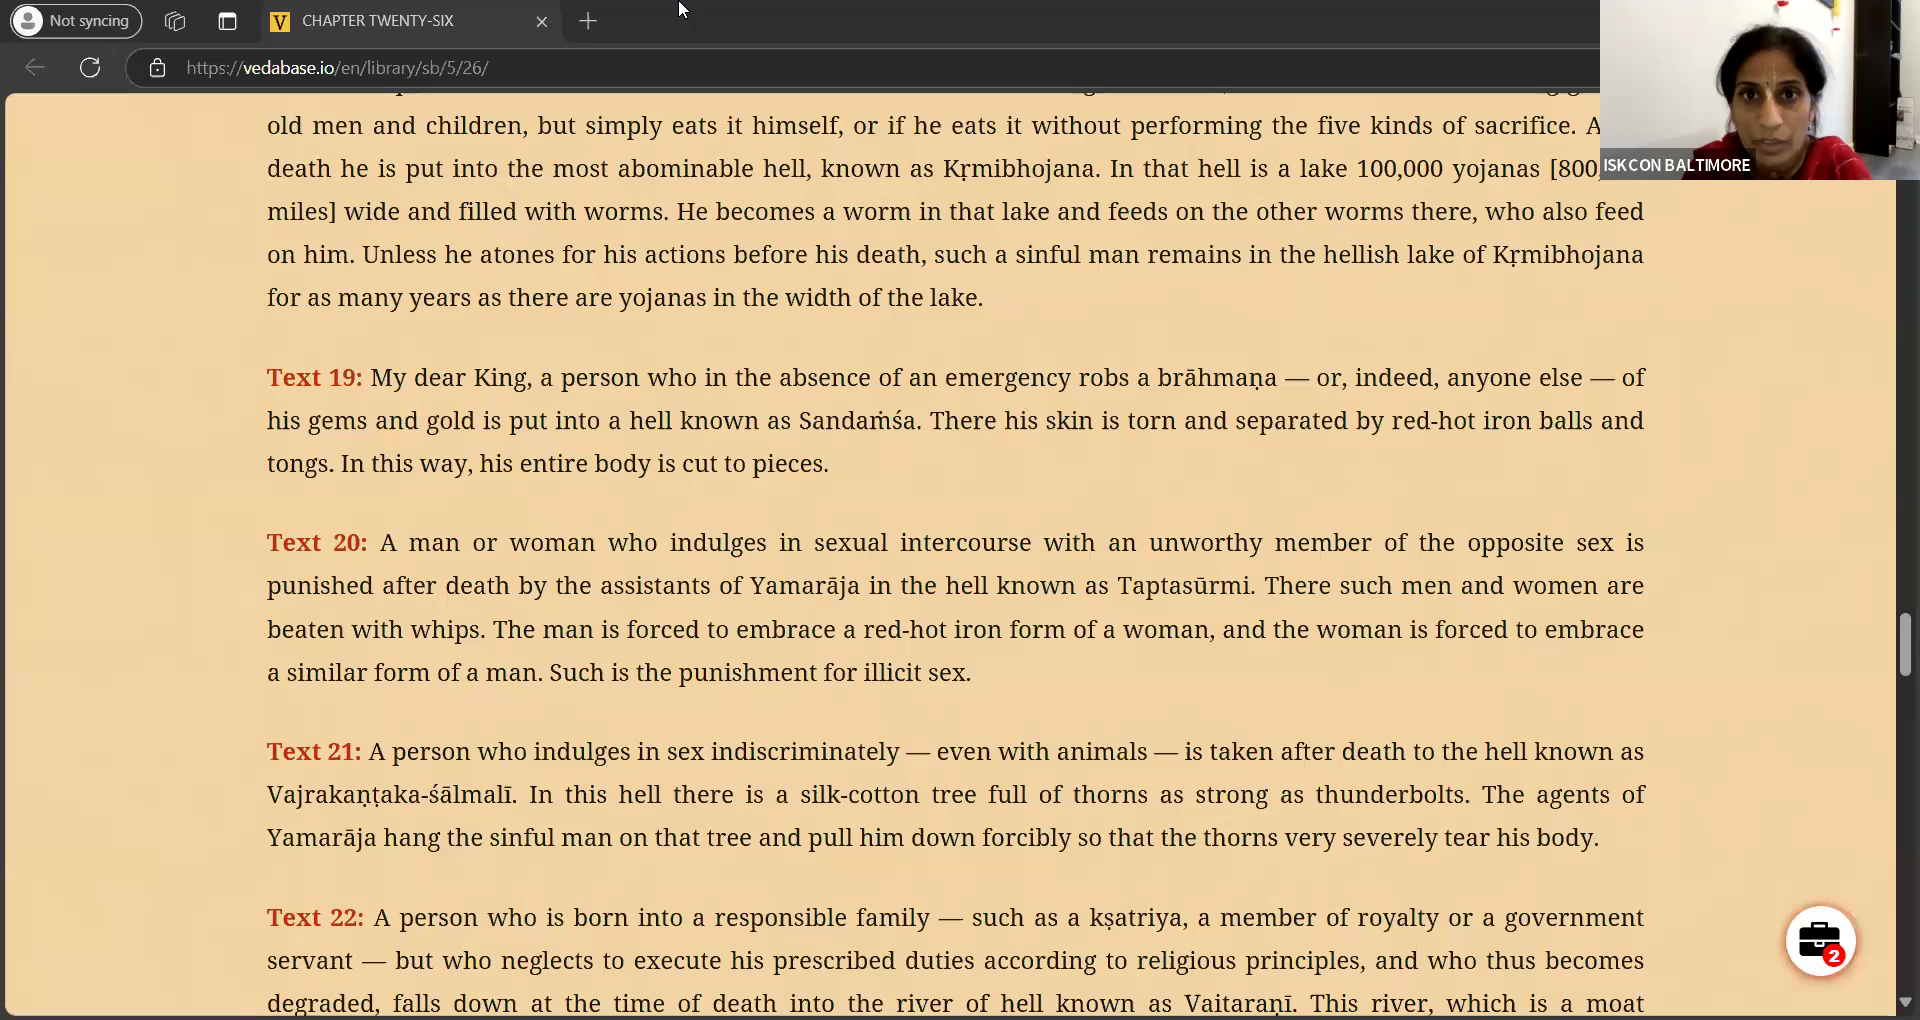 Not syncing
CHAPTER TWENTY-SIX
https://vedabase.io/en/library/sb/5/26/
ISKCON BALTIMORE
old men and children, but simply eats it himself, or if he eats it without performing the five kinds of sacrifice.
death he is put into the most abominable hell, known as Kṛmibhojana. In that hell is a lake 100,000 yojanas [800,
miles] wide and filled with worms. He becomes a worm in that lake and feeds on the other worms there, who also feed
on him. Unless he atones for his actions before his death, such a sinful man remains in the hellish lake of Kṛmibhojana
for as many years as there are yojanas in the width of the lake.
Text 19: My dear King, a person who in the absence of an emergency robs a brāhmaṇa — or, indeed, anyone else — of
his gems and gold is put into a hell known as Sandaṁśa. There his skin is torn and separated by red-hot iron balls and
tongs. In this way, his entire body is cut to pieces.
Text 20: A man or woman who indulges in sexual intercourse with an unworthy member of the opposite sex is
punished after death by the assistants of Yamarāja in the hell known as Taptasūrmi. There such men and women are
beaten with whips. The man is forced to embrace a red-hot iron form of a woman, and the woman is forced to embrace
a similar form of a man. Such is the punishment for illicit sex.
Text 21: A person who indulges in sex indiscriminately — even with animals — is taken after death to the hell known as
Vajrakaṇṭaka-śālmalī. In this hell there is a silk-cotton tree full of thorns as strong as thunderbolts. The agents of
Yamarāja hang the sinful man on that tree and pull him down forcibly so that the thorns very severely tear his body.
Text 22: A person who is born into a responsible family — such as a kṣatriya, a member of royalty or a government
servant — but who neglects to execute his prescribed duties according to religious principles, and who thus becomes
degraded, falls down at the time of death into the river of hell known as Vaitaraṇī. This river, which is a moat
2